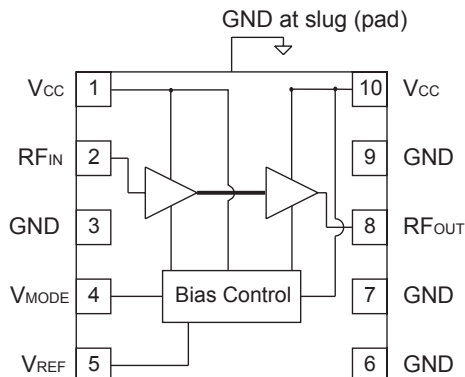 GND at slug (pad)
VCC 1 10 VCC
RFIN 2 9 GND
GND 3 8 RFOUT
VMODE 4 Bias Control 7 GND
VREF 5 6 GND